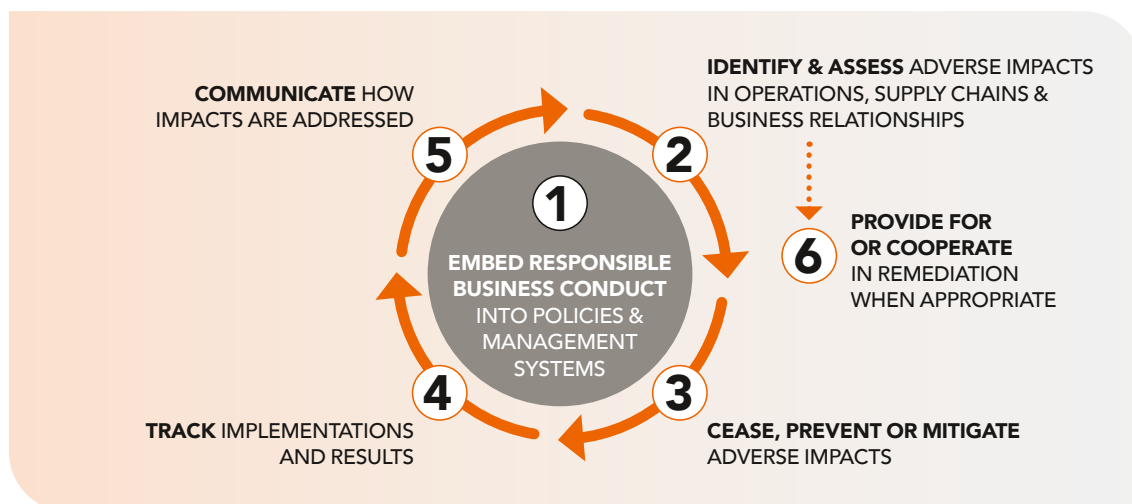 1
EMBED RESPONSIBLE
BUSINESS CONDUCT
INTO POLICIES &
MANAGEMENT
SYSTEMS
2
IDENTIFY & ASSESS ADVERSE IMPACTS
IN OPERATIONS, SUPPLY CHAINS &
BUSINESS RELATIONSHIPS
3
CEASE, PREVENT OR MITIGATE
ADVERSE IMPACTS
4
TRACK IMPLEMENTATIONS
AND RESULTS
5
COMMUNICATE HOW
IMPACTS ARE ADDRESSED
6
PROVIDE FOR
OR COOPERATE
IN REMEDIATION
WHEN APPROPRIATE